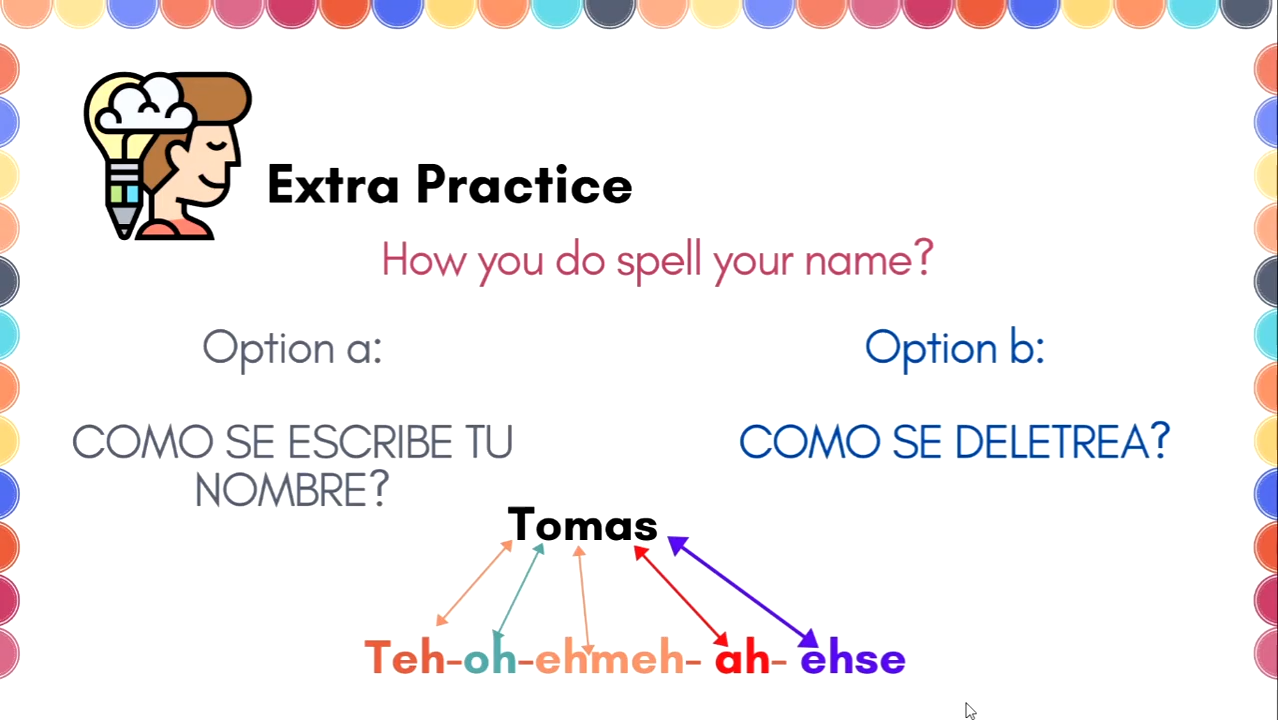 Extra Practice
How you do spell your name?
Option a:
Option b:
COMO SE ESCRIBE TU
NOMBRE?
COMO SE DELETREA?
Tomas
Teh-oh-ehmeh- ah- ehse